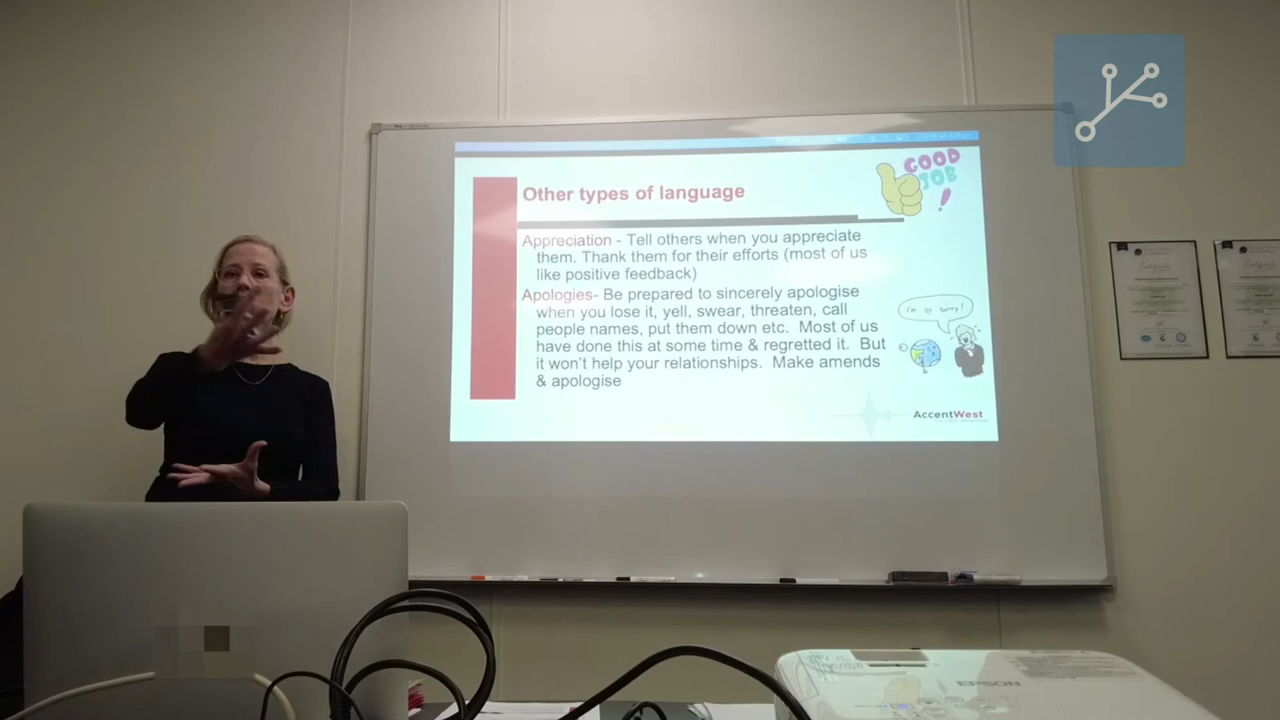 GOOD
JOB
!
Other types of language
Appreciation - Tell others when you appreciate
them. Thank them for their efforts (most of us
like positive feedback)
Apologies- Be prepared to sincerely apologise
when you lose it, yell, swear, threaten, call
people names, put them down etc. Most of us
have done this at some time & regretted it. But
it won't help your relationships. Make amends
& apologise
I'm so sorry!
AccentWest
EPSON